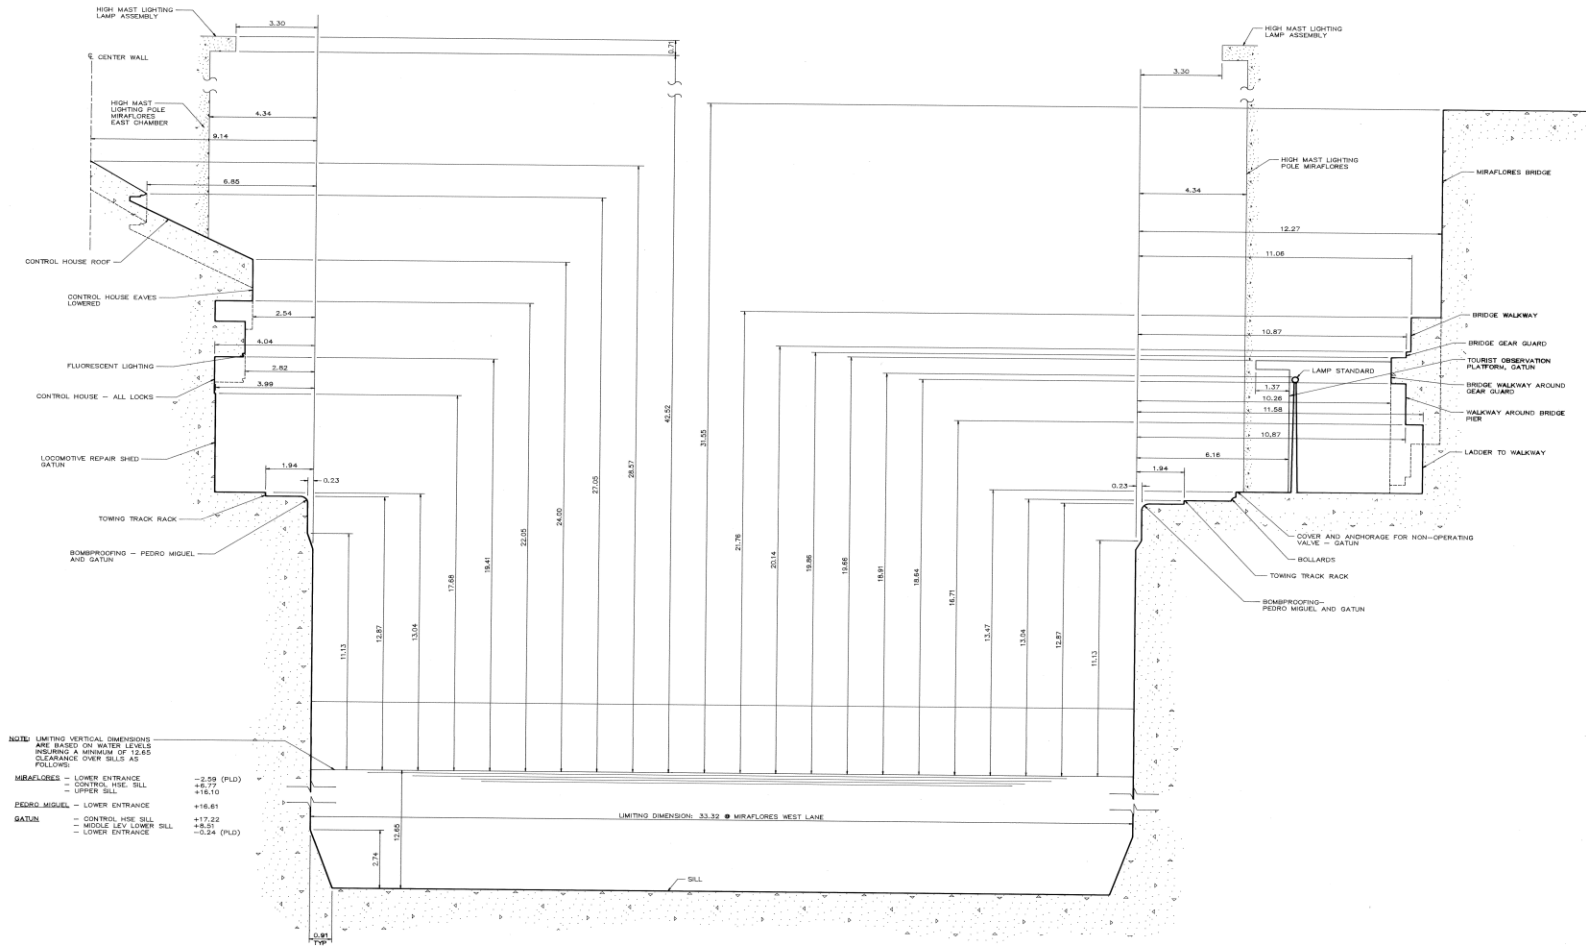 HIGH MAST LIGHTING
LAMP ASSEMBLY
3.30
0.71
HIGH MAST LIGHTING
LAMP ASSEMBLY
℄ CENTER WALL
3.30
HIGH MAST
LIGHTING POLE
MIRAFLORES
EAST CHAMBER
4.34
9.14
HIGH MAST LIGHTING
POLE MIRAFLORES
MIRAFLORES BRIDGE
6.85
4.34
12.27
11.06
CONTROL HOUSE ROOF
CONTROL HOUSE EAVES
LOWERED
2.54
BRIDGE WALKWAY
10.87
4.04
BRIDGE GEAR GUARD
FLUORESCENT LIGHTING
2.82
TOURIST OBSERVATION
PLATFORM, GATUN
LAMP STANDARD
3.99
1.37
BRIDGE WALKWAY AROUND
GEAR GUARD
CONTROL HOUSE – ALL LOCKS
10.26
11.58
WALKWAY AROUND BRIDGE
PIER
10.87
LOCOMOTIVE REPAIR SHED
GATUN
6.16
LADDER TO WALKWAY
1.94
1.94
0.23
0.23
TOWING TRACK RACK
COVER AND ANCHORAGE FOR NON-OPERATING
VALVE – GATUN
BOMBPROOFING – PEDRO MIGUEL
AND GATUN
BOLLARDS
TOWING TRACK RACK
BOMBPROOFING–
PEDRO MIGUEL AND GATUN
11.13
12.87
13.04
17.68
19.41
22.05
24.00
27.05
28.57
42.52
31.55
21.76
20.14
19.86
19.66
18.91
18.64
16.71
13.47
13.04
12.87
11.13
NOTE: LIMITING VERTICAL DIMENSIONS
ARE BASED ON WATER LEVELS
INSURING A MINIMUM OF 12.65
CLEARANCE OVER SILLS AS
FOLLOWS:
MIRAFLORES – LOWER ENTRANCE –2.59 (PLD)
– CONTROL HSE. SILL +6.77
– UPPER SILL +16.10
PEDRO MIGUEL – LOWER ENTRANCE +16.61
GATUN – CONTROL HSE SILL +17.22
– MIDDLE LEV LOWER SILL +8.51
– LOWER ENTRANCE –0.24 (PLD)
LIMITING DIMENSION: 33.32 @ MIRAFLORES WEST LANE
12.65
2.74
SILL
0.91
TYP